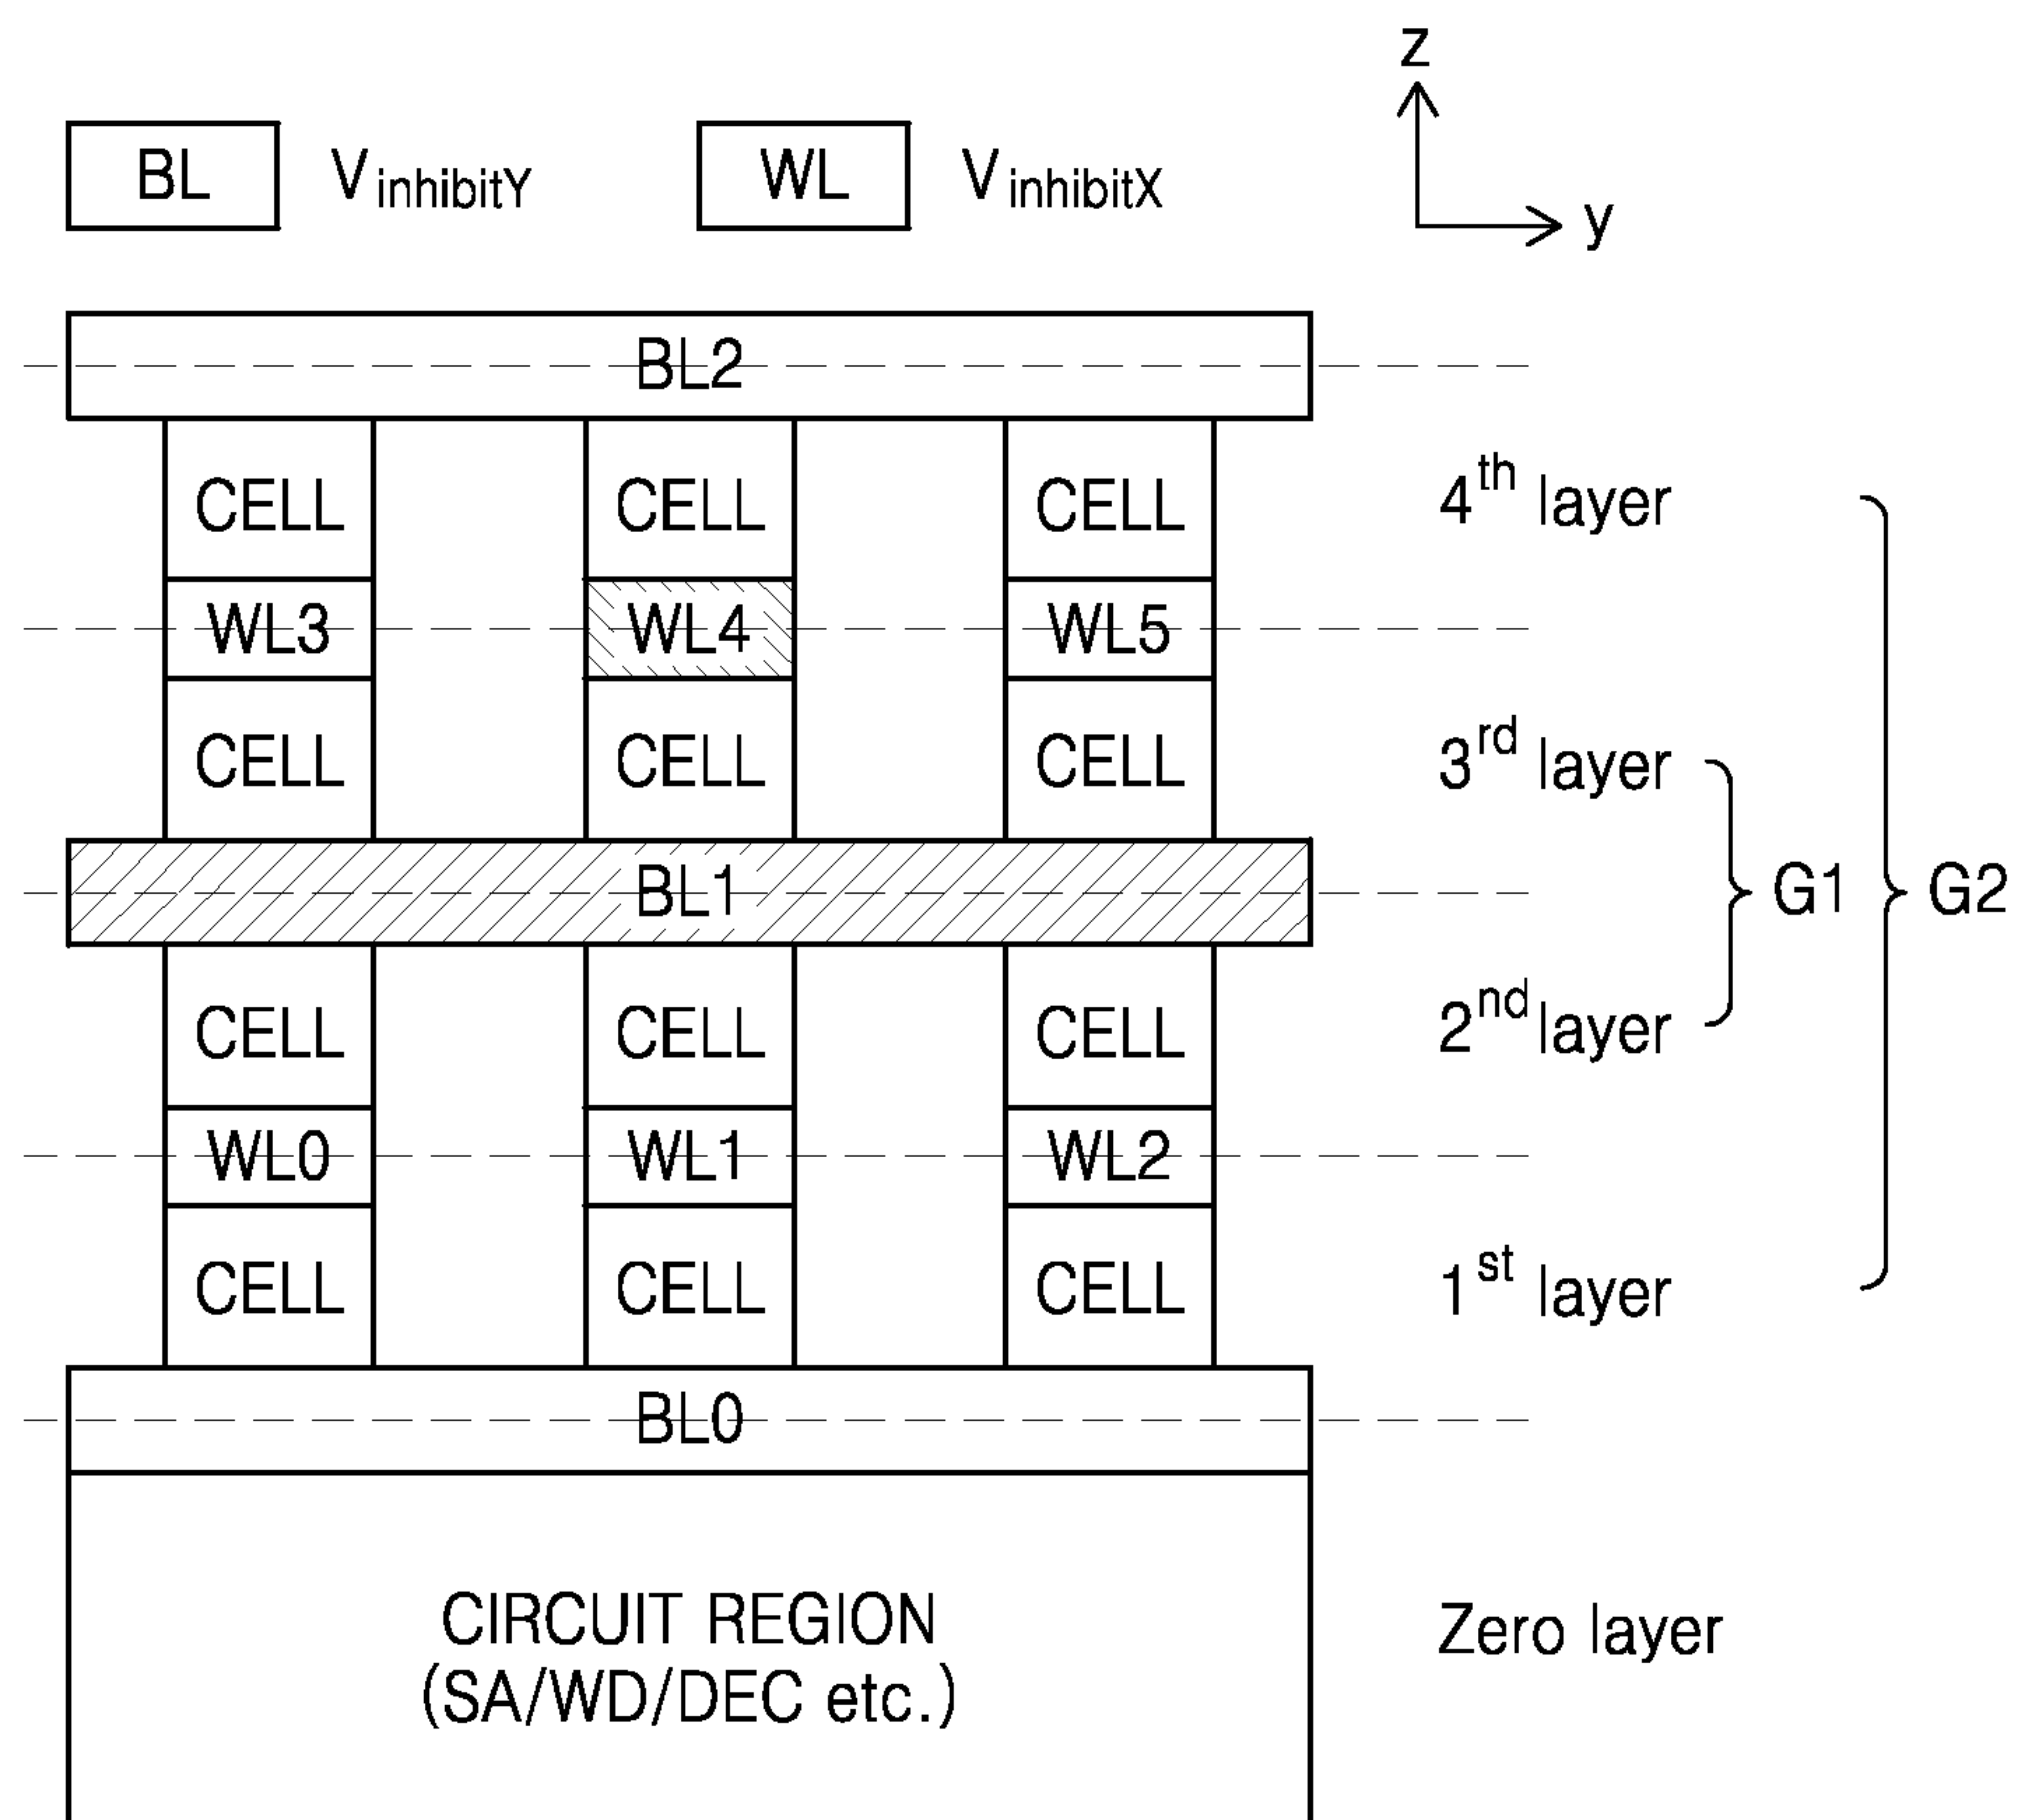 z
BL VinhibitY WL VinhibitX
y
BL2
CELL CELL CELL 4th layer
WL3 WL4 WL5
CELL CELL CELL 3rd layer
BL1 G1 G2
CELL CELL CELL 2nd layer
WL0 WL1 WL2
CELL CELL CELL 1st layer
BL0
CIRCUIT REGION
(SA/WD/DEC etc.)
Zero layer